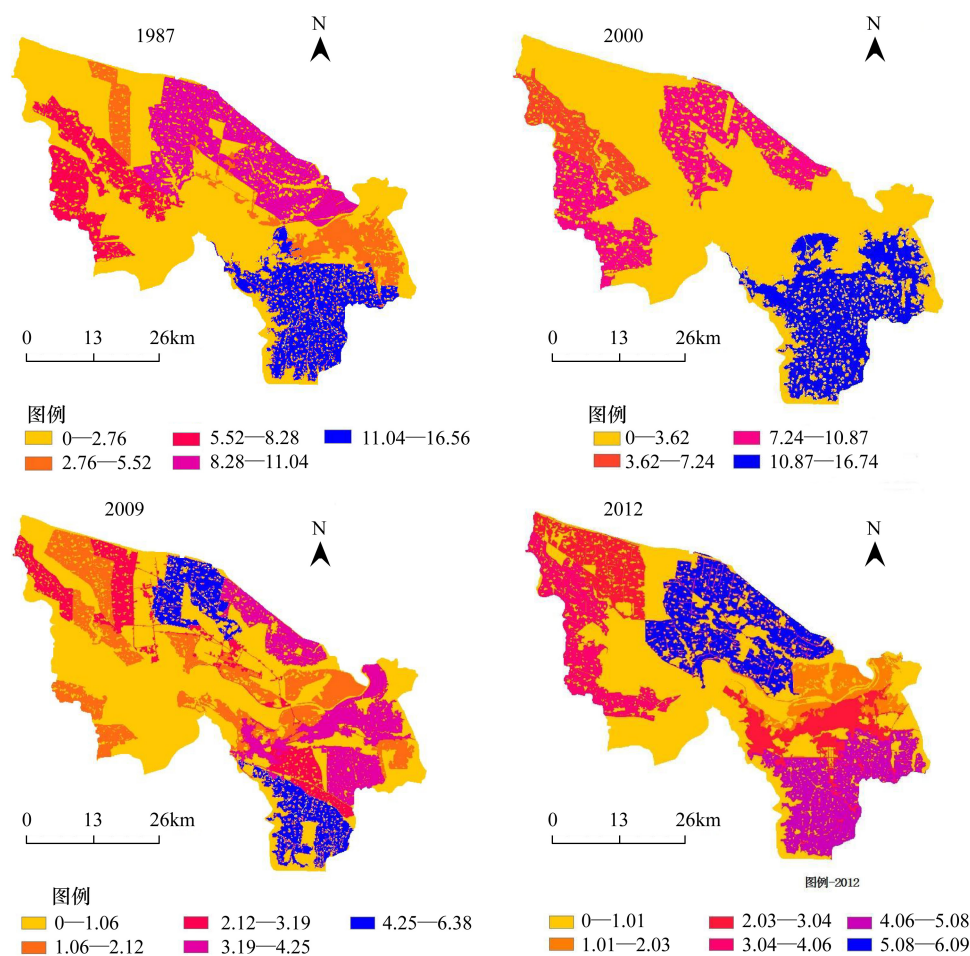 1987
N
0 13 26km
图例
0—2.76 5.52—8.28 11.04—16.56
2.76—5.52 8.28—11.04
2000
N
0 13 26km
图例
0—3.62 7.24—10.87
3.62—7.24 10.87—16.74
2009
N
0 13 26km
图例
0—1.06 2.12—3.19 4.25—6.38
1.06—2.12 3.19—4.25
2012
N
0 13 26km
图例-2012
0—1.01 2.03—3.04 4.06—5.08
1.01—2.03 3.04—4.06 5.08—6.09